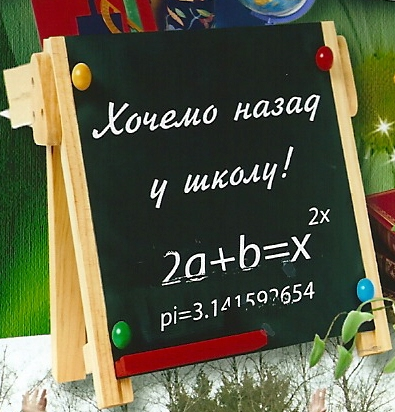 Хочемо назад
у школу!
2a+b=x^2x
pi=3.141592654